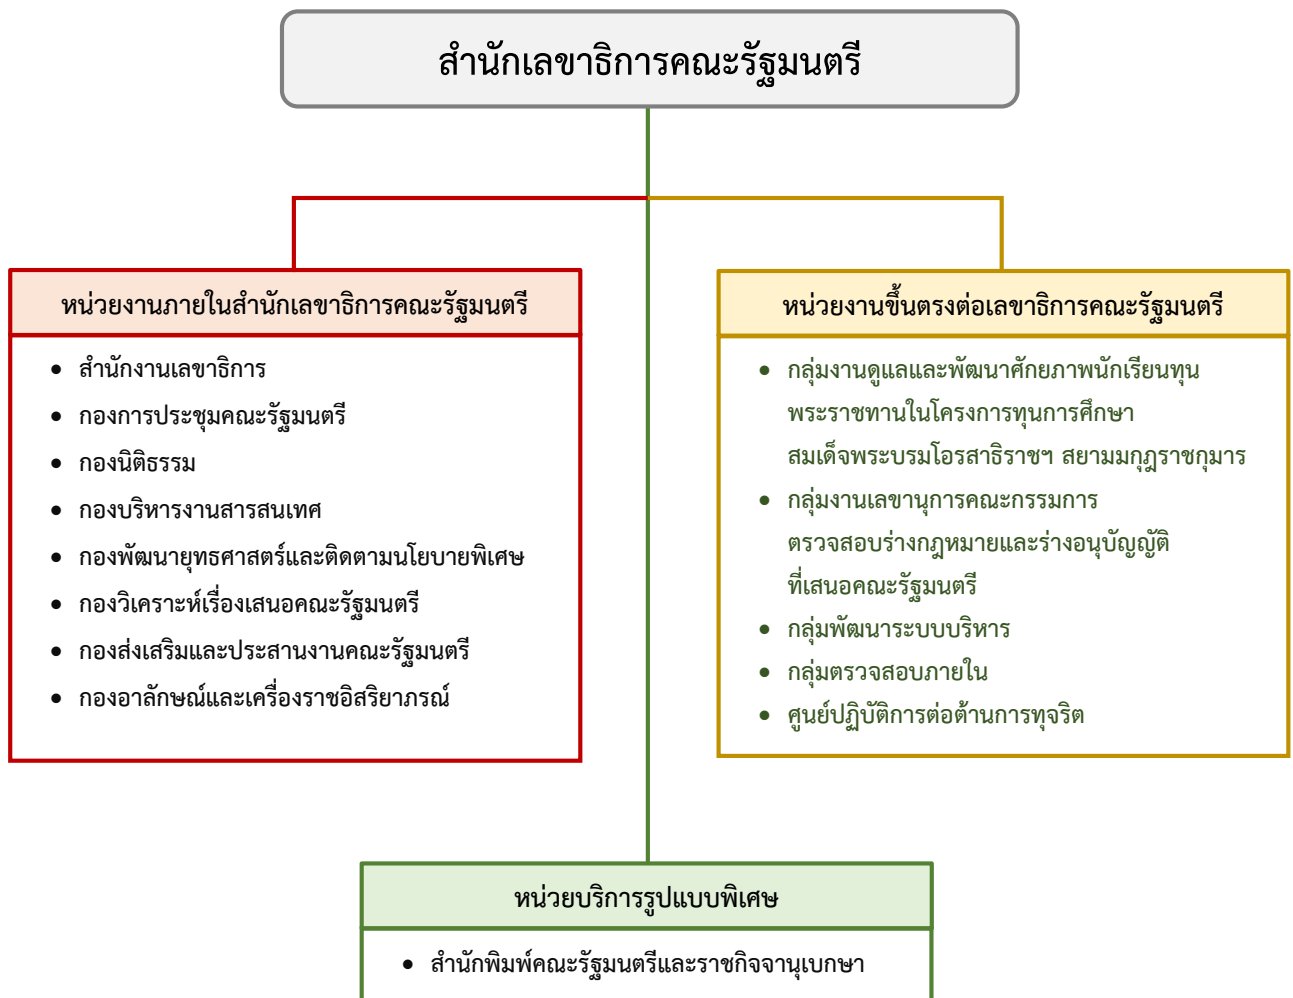 สำนักเลขาธิการคณะรัฐมนตรี
หน่วยงานภายในสำนักเลขาธิการคณะรัฐมนตรี
• สำนักงานเลขาธิการ
• กองการประชุมคณะรัฐมนตรี
• กองนิติธรรม
• กองบริหารงานสารสนเทศ
• กองพัฒนายุทธศาสตร์และติดตามนโยบายพิเศษ
• กองวิเคราะห์เรื่องเสนอคณะรัฐมนตรี
• กองส่งเสริมและประสานงานคณะรัฐมนตรี
• กองอาลักษณ์และเครื่องราชอิสริยาภรณ์
หน่วยงานขึ้นตรงต่อเลขาธิการคณะรัฐมนตรี
• กลุ่มงานดูแลและพัฒนาศักยภาพนักเรียนทุน
พระราชทานในโครงการทุนการศึกษา
สมเด็จพระบรมโอรสาธิราชฯ สยามมกุฎราชกุมาร
• กลุ่มงานเลขานุการคณะกรรมการ
ตรวจสอบร่างกฎหมายและร่างอนุบัญญัติ
ที่เสนอคณะรัฐมนตรี
• กลุ่มพัฒนาระบบบริหาร
• กลุ่มตรวจสอบภายใน
• ศูนย์ปฏิบัติการต่อต้านการทุจริต
หน่วยบริการรูปแบบพิเศษ
• สำนักพิมพ์คณะรัฐมนตรีและราชกิจจานุเบกษา